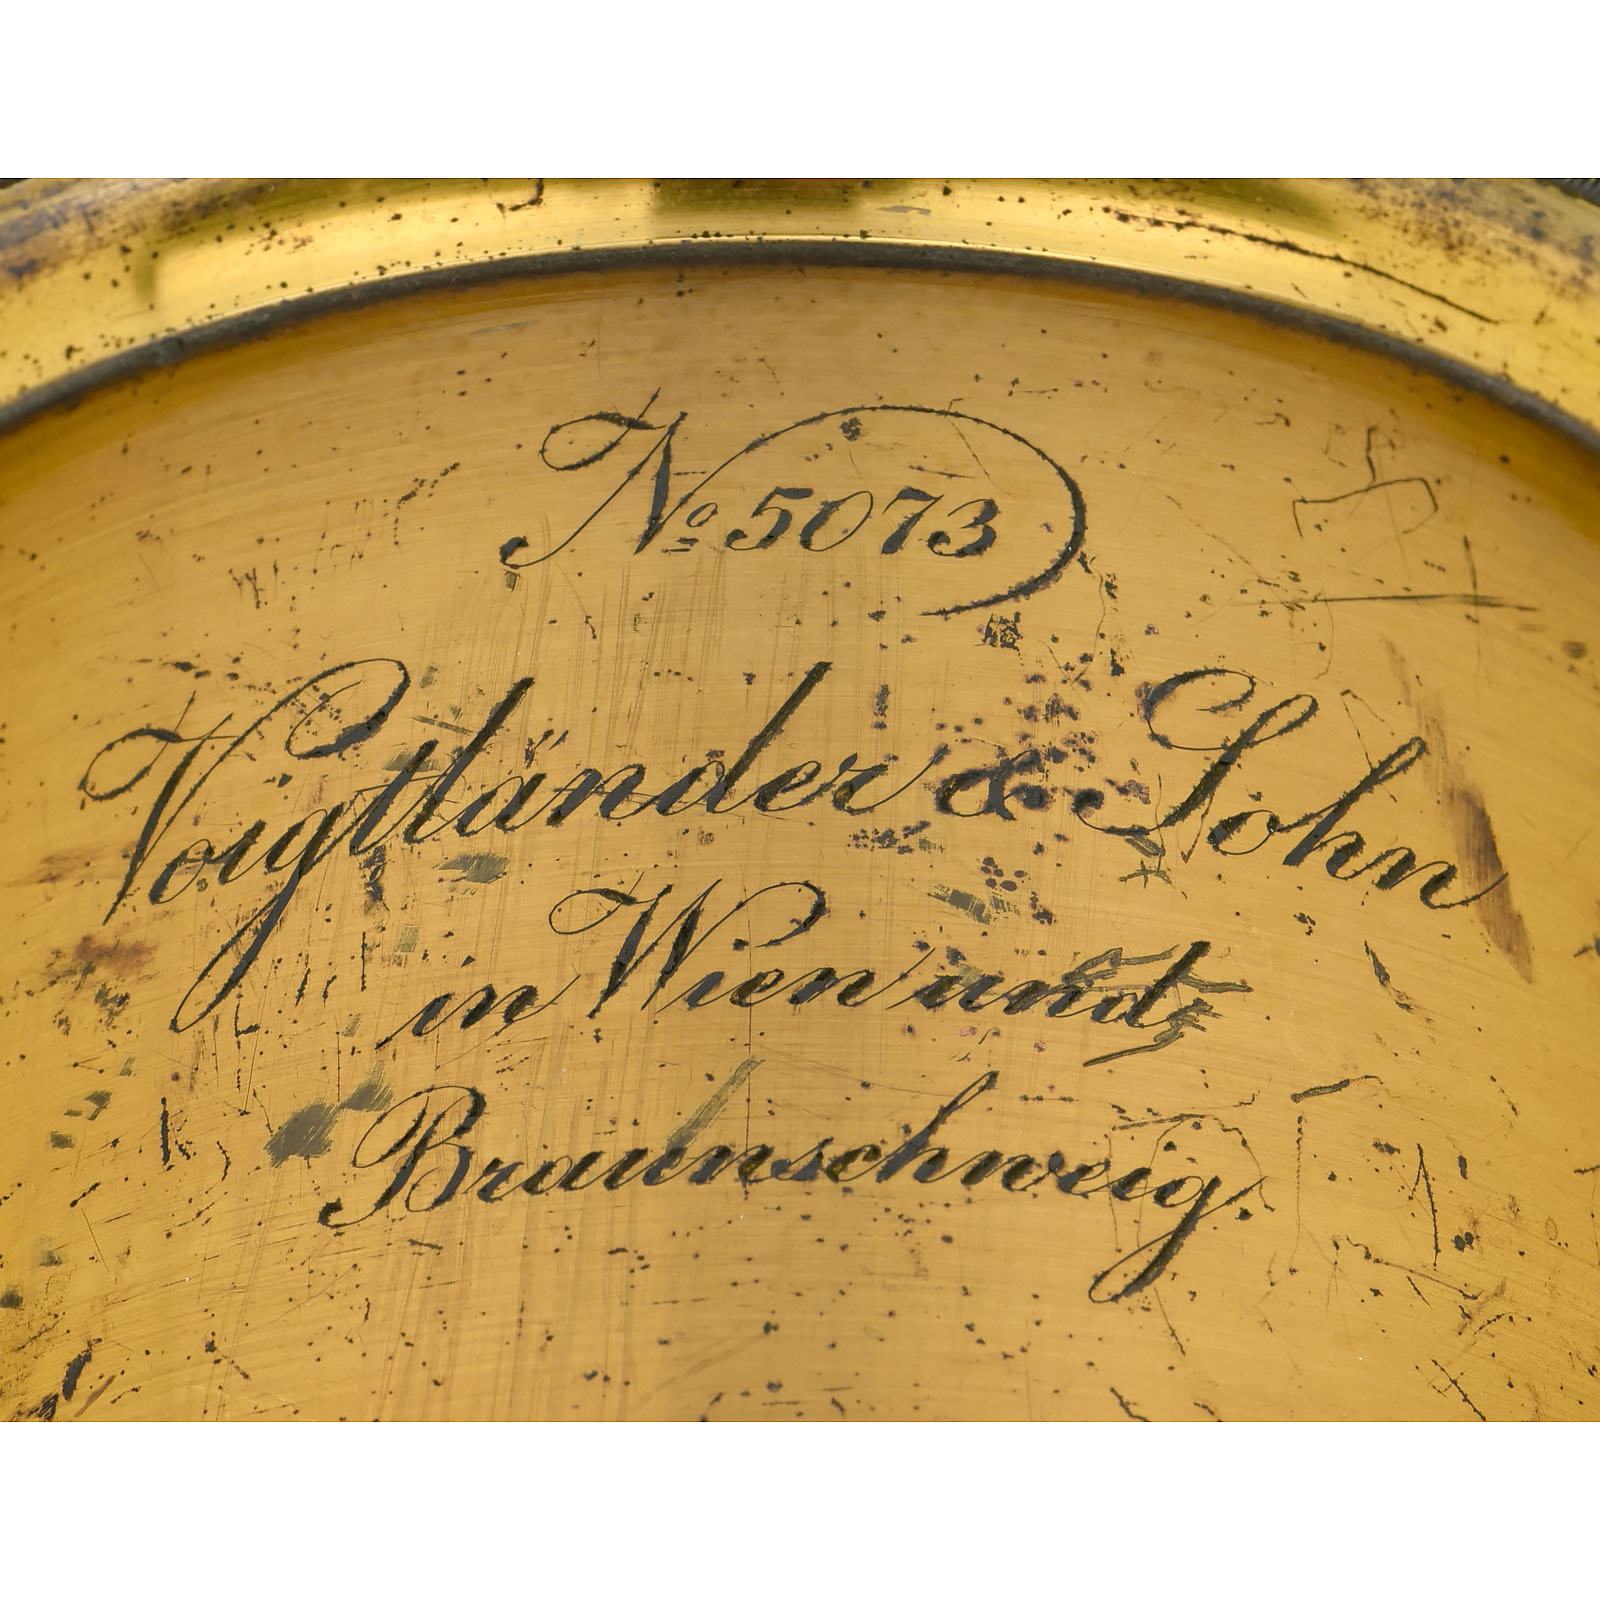 No 5073
Voigtländer & Sohn
in Wien und
Braunschweig.